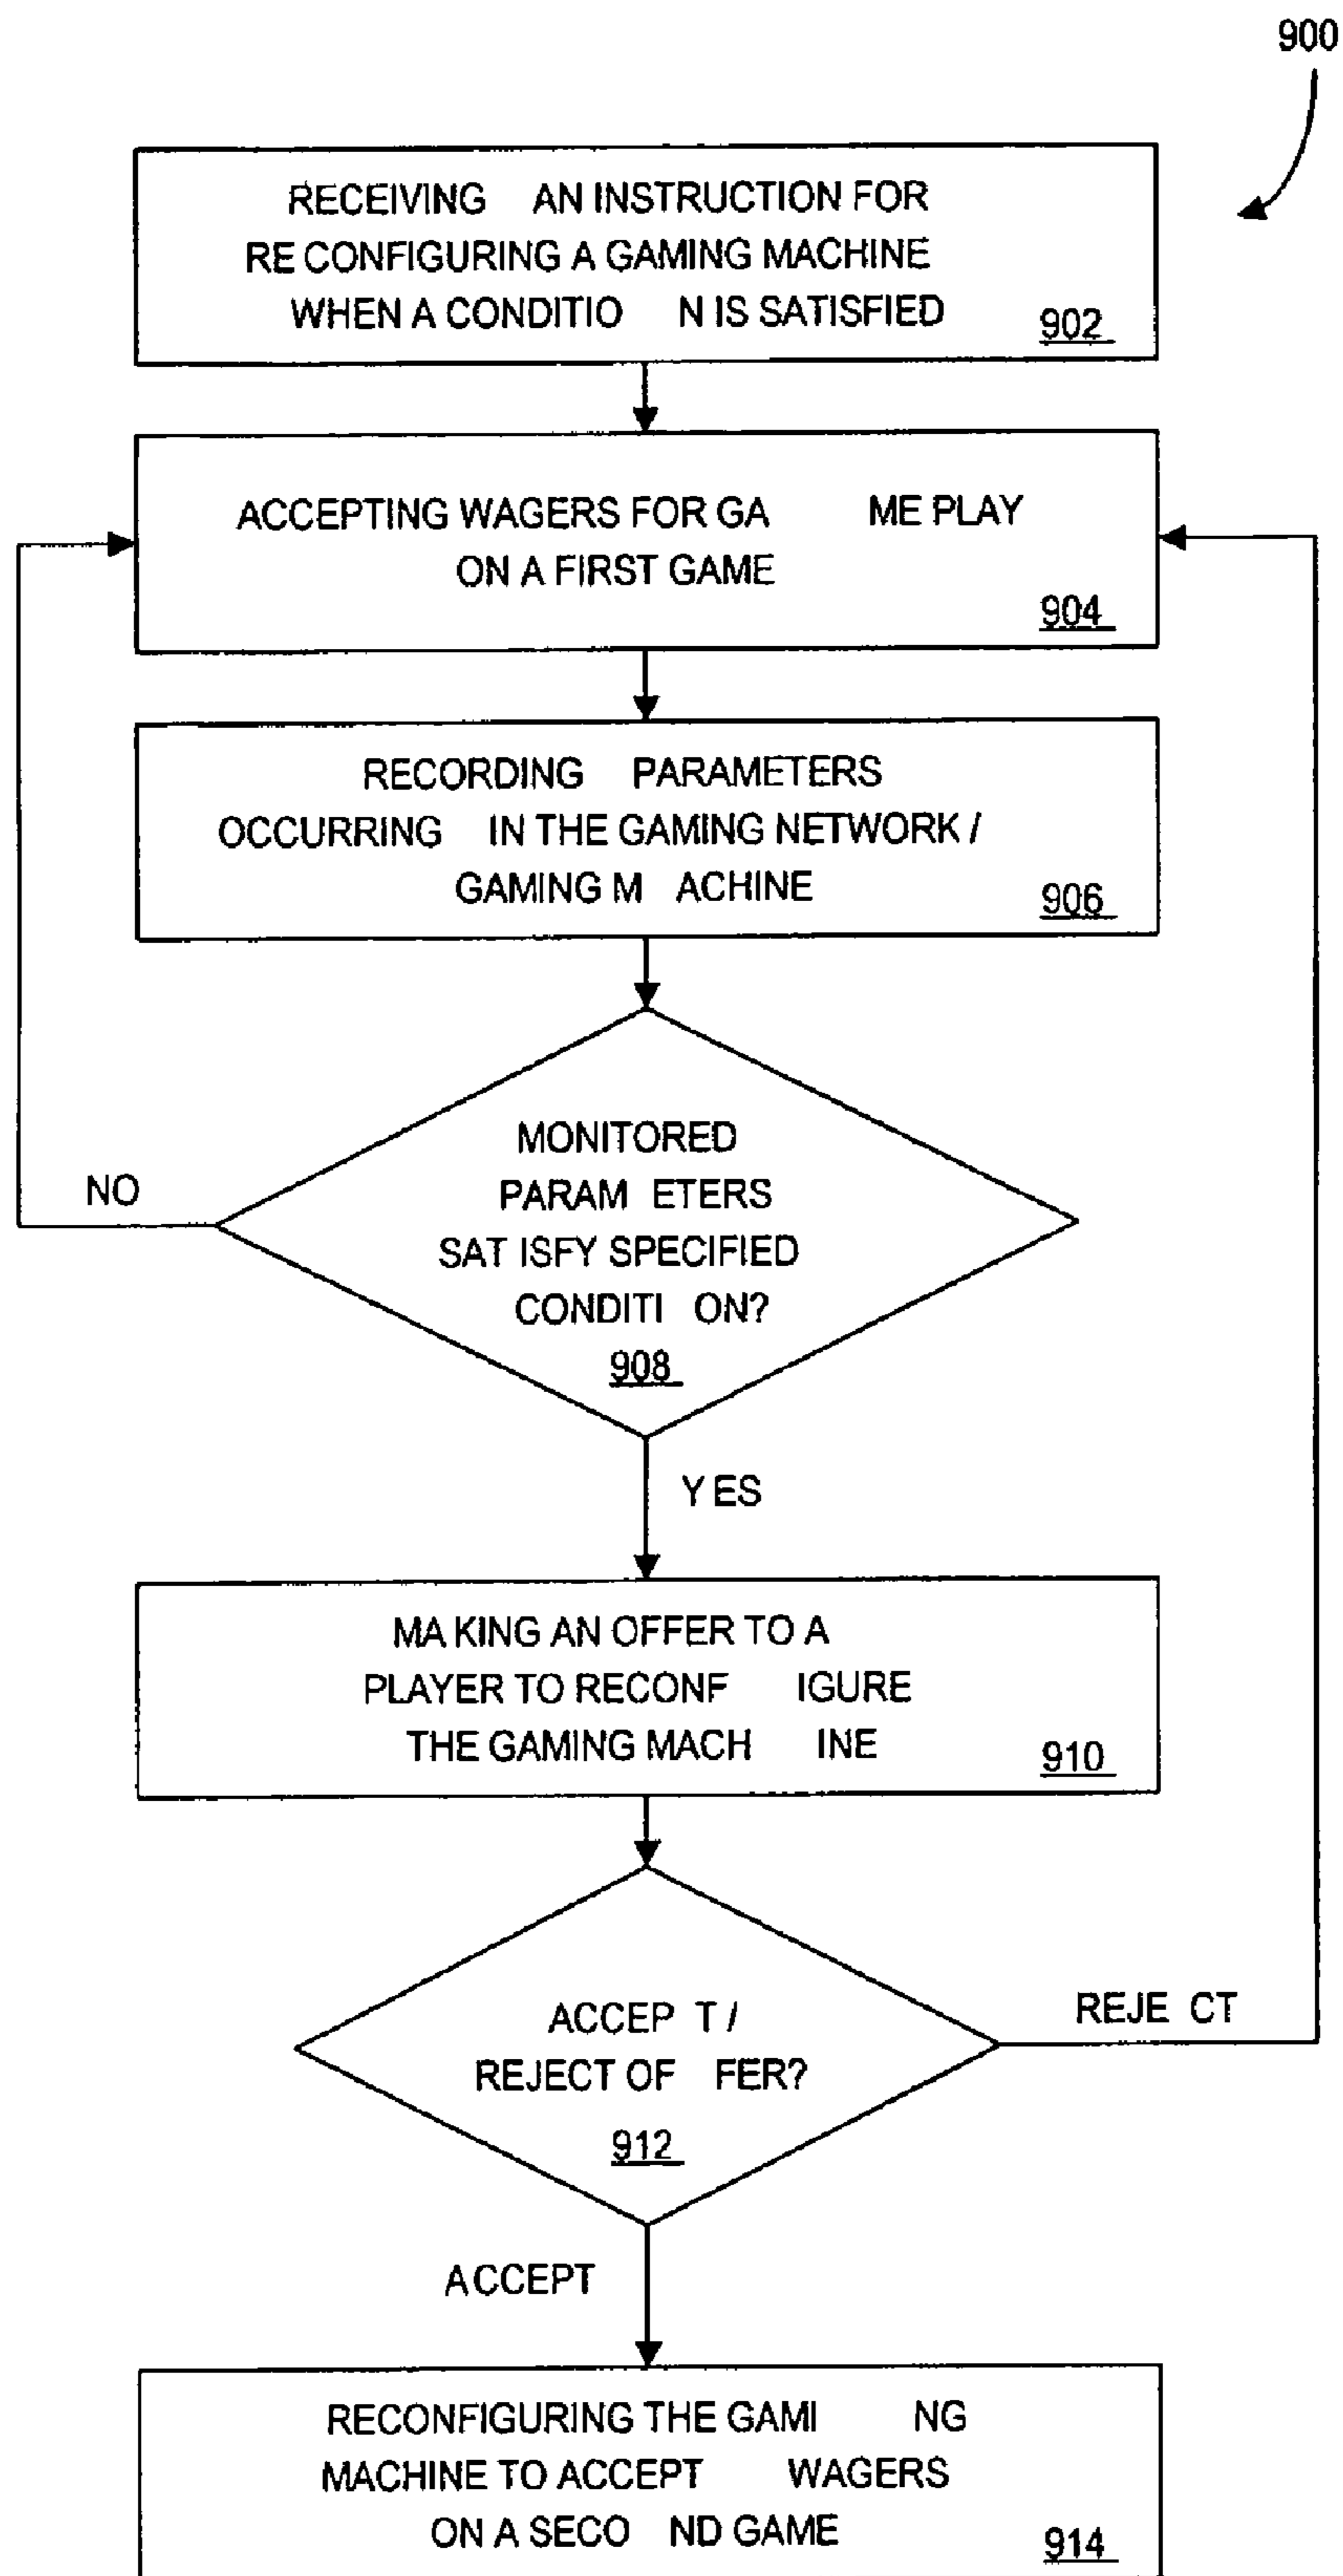 900
RECEIVING AN INSTRUCTION FOR
RE CONFIGURING A GAMING MACHINE
WHEN A CONDITIO N IS SATISFIED
902
ACCEPTING WAGERS FOR GA ME PLAY
ON A FIRST GAME
904
RECORDING PARAMETERS
OCCURRING IN THE GAMING NETWORK /
GAMING M ACHINE
906
MONITORED
PARAM ETERS
SAT ISFY SPECIFIED
CONDITI ON?
908
NO
YES
MA KING AN OFFER TO A
PLAYER TO RECONF IGURE
THE GAMING MACH INE
910
ACCEP T /
REJECT OF FER?
912
REJE CT
ACCEPT
RECONFIGURING THE GAMI NG
MACHINE TO ACCEPT WAGERS
ON A SECO ND GAME
914